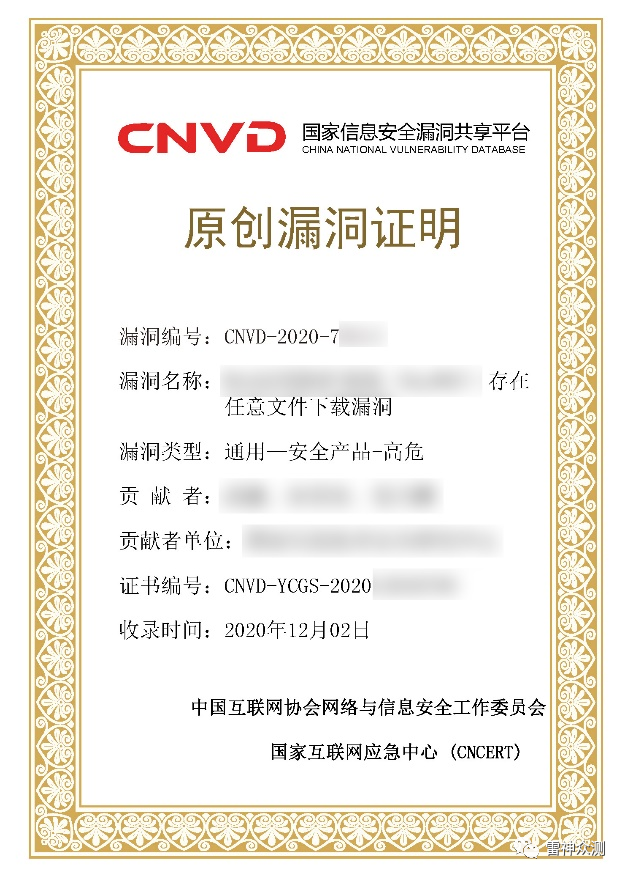 CNVD 国家信息安全漏洞共享平台
CHINA NATIONAL VULNERABILITY DATABASE
原创漏洞证明
漏洞编号：CNVD-2020-7
漏洞名称： 存在
任意文件下载漏洞
漏洞类型：通用—安全产品-高危
贡 献 者：
贡献者单位：
证书编号：CNVD-YCGS-2020
收录时间：2020年12月02日
中国互联网协会网络与信息安全工作委员会
国家互联网应急中心（CNCERT）
雷神众测